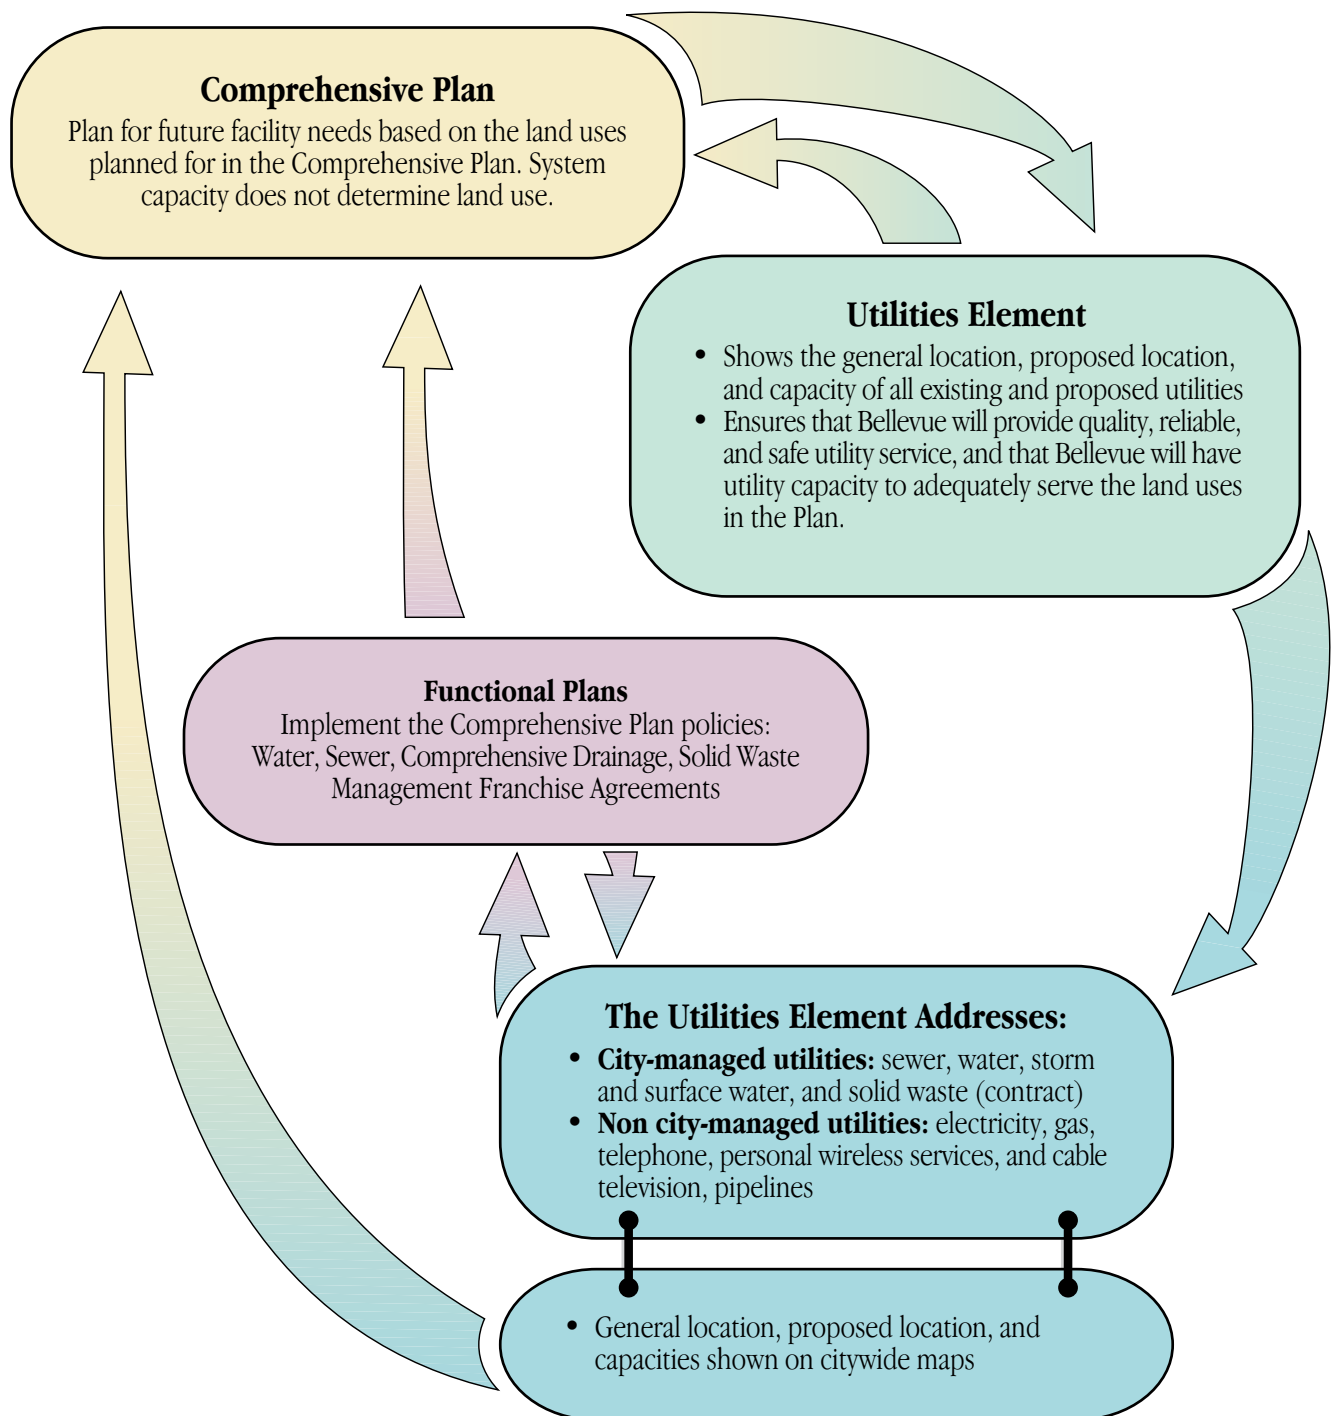 Comprehensive Plan
Plan for future facility needs based on the land uses
planned for in the Comprehensive Plan. System
capacity does not determine land use.
Utilities Element
• Shows the general location, proposed location,
and capacity of all existing and proposed utilities
• Ensures that Bellevue will provide quality, reliable,
and safe utility service, and that Bellevue will have
utility capacity to adequately serve the land uses
in the Plan.
Functional Plans
Implement the Comprehensive Plan policies:
Water, Sewer, Comprehensive Drainage, Solid Waste
Management Franchise Agreements
The Utilities Element Addresses:
• City-managed utilities: sewer, water, storm
and surface water, and solid waste (contract)
• Non city-managed utilities: electricity, gas,
telephone, personal wireless services, and cable
television, pipelines
• General location, proposed location, and
capacities shown on citywide maps